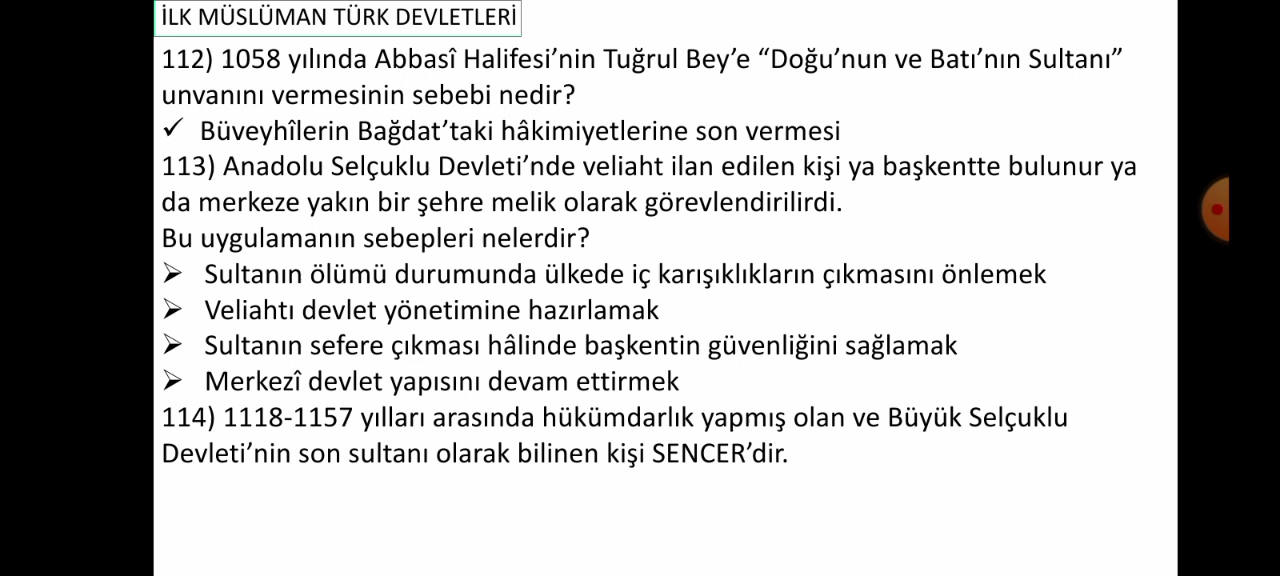 İLK MÜSLÜMAN TÜRK DEVLETLERİ
112) 1058 yılında Abbasî Halifesi’nin Tuğrul Bey’e “Doğu’nun ve Batı’nın Sultanı”
unvanını vermesinin sebebi nedir?
✓ Büveyhîlerin Bağdat’taki hâkimiyetlerine son vermesi
113) Anadolu Selçuklu Devleti’nde veliaht ilan edilen kişi ya başkentte bulunur ya
da merkeze yakın bir şehre melik olarak görevlendirilirdi.
Bu uygulamanın sebepleri nelerdir?
➢ Sultanın ölümü durumunda ülkede iç karışıklıkların çıkmasını önlemek
➢ Veliahtı devlet yönetimine hazırlamak
➢ Sultanın sefere çıkması hâlinde başkentin güvenliğini sağlamak
➢ Merkezî devlet yapısını devam ettirmek
114) 1118-1157 yılları arasında hükümdarlık yapmış olan ve Büyük Selçuklu
Devleti’nin son sultanı olarak bilinen kişi SENCER’dir.